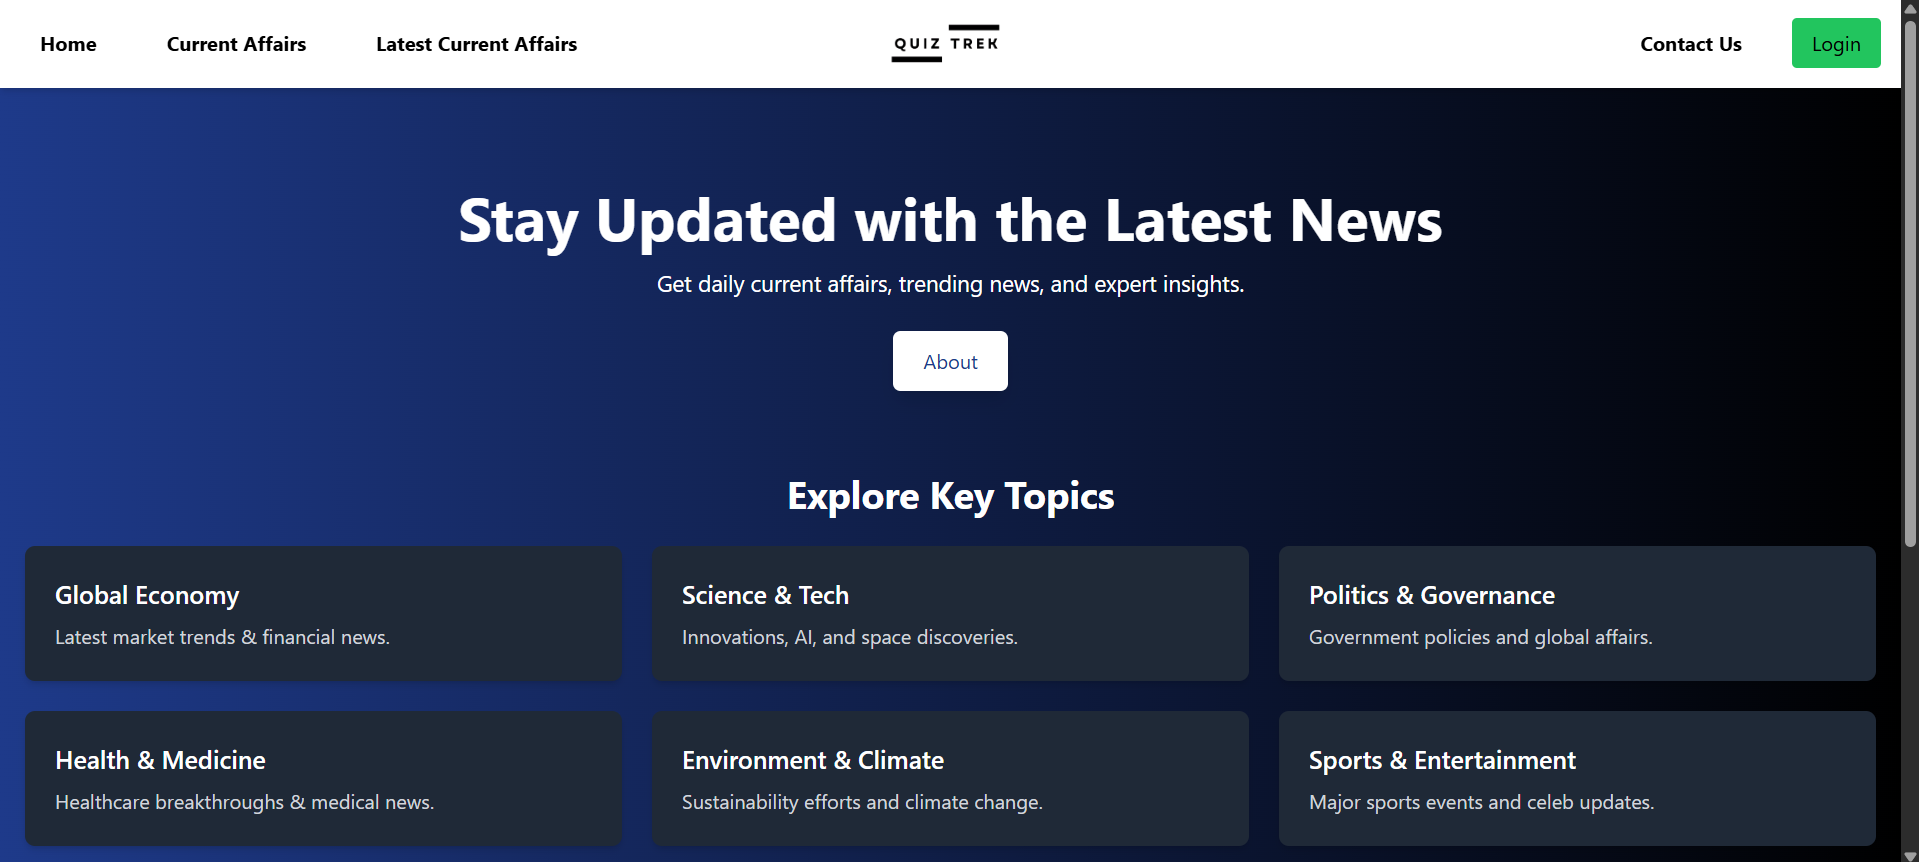 Home
Current Affairs
Latest Current Affairs
QUIZ TREK
Contact Us
Login
Stay Updated with the Latest News
Get daily current affairs, trending news, and expert insights.
About
Explore Key Topics
Global Economy
Latest market trends & financial news.
Science & Tech
Innovations, AI, and space discoveries.
Politics & Governance
Government policies and global affairs.
Health & Medicine
Healthcare breakthroughs & medical news.
Environment & Climate
Sustainability efforts and climate change.
Sports & Entertainment
Major sports events and celeb updates.